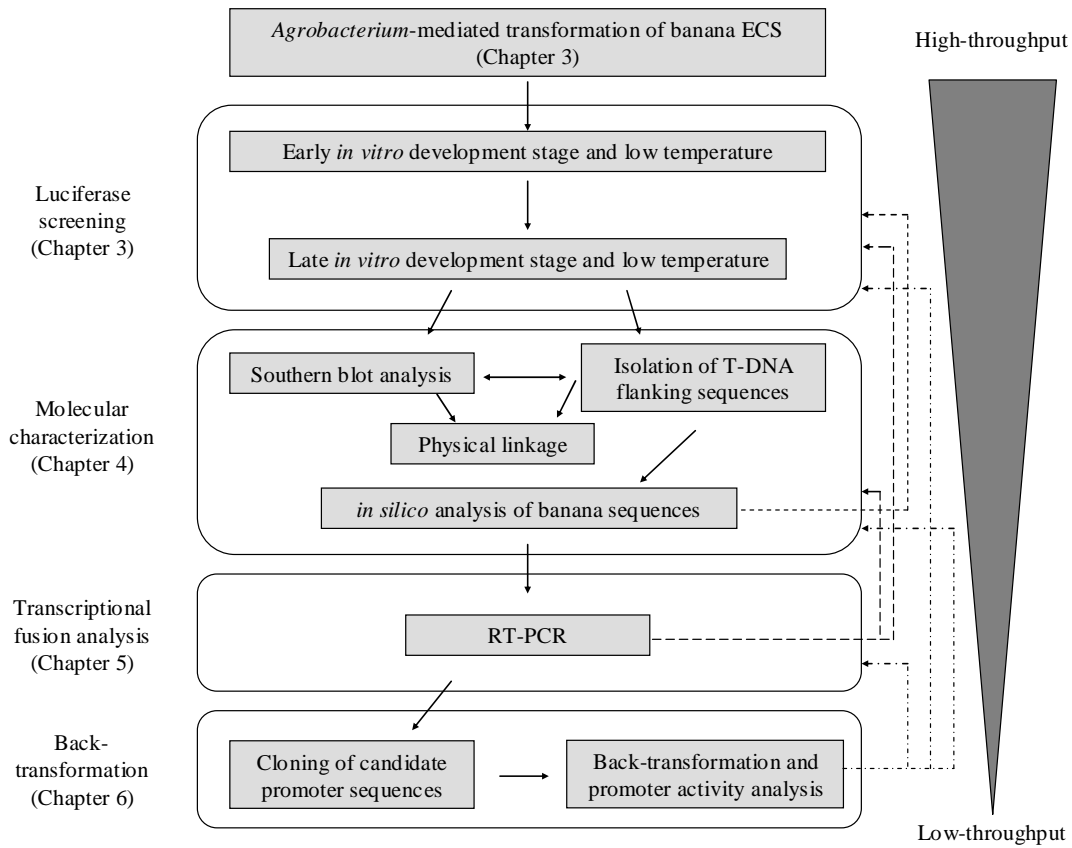 Agrobacterium-mediated transformation of banana ECS
(Chapter 3)
High-throughput
Early in vitro development stage and low temperature
Luciferase
screening
(Chapter 3)
Late in vitro development stage and low temperature
Southern blot analysis
Isolation of T-DNA
flanking sequences
Molecular
characterization
(Chapter 4)
Physical linkage
in silico analysis of banana sequences
Transcriptional
fusion analysis
(Chapter 5)
RT-PCR
Back-
transformation
(Chapter 6)
Cloning of candidate
promoter sequences
Back-transformation and
promoter activity analysis
Low-throughput